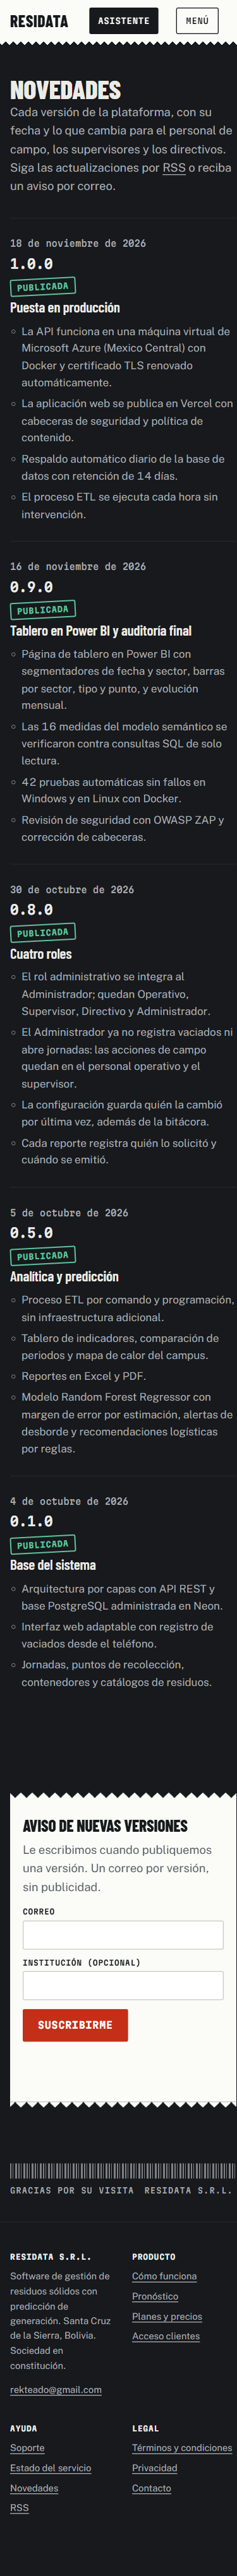 RESIDATA
ASISTENTE
MENÚ
NOVEDADES
Cada versión de la plataforma, con su
fecha y lo que cambia para el personal de
campo, los supervisores y los directivos.
Siga las actualizaciones por RSS o reciba
un aviso por correo.
18 de noviembre de 2026
1.0.0
PUBLICADA
Puesta en producción
La API funciona en una máquina virtual de
Microsoft Azure (Mexico Central) con
Docker y certificado TLS renovado
automáticamente.
La aplicación web se publica en Vercel con
cabeceras de seguridad y política de
contenido.
Respaldo automático diario de la base de
datos con retención de 14 días.
El proceso ETL se ejecuta cada hora sin
intervención.
16 de noviembre de 2026
0.9.0
PUBLICADA
Tablero en Power BI y auditoría final
Página de tablero en Power BI con
segmentadores de fecha y sector, barras
por sector, tipo y punto, y evolución
mensual.
Las 16 medidas del modelo semántico se
verificaron contra consultas SQL de solo
lectura.
42 pruebas automáticas sin fallos en
Windows y en Linux con Docker.
Revisión de seguridad con OWASP ZAP y
corrección de cabeceras.
30 de octubre de 2026
0.8.0
PUBLICADA
Cuatro roles
El rol administrativo se integra al
Administrador; quedan Operativo,
Supervisor, Directivo y Administrador.
El Administrador ya no registra vaciados ni
abre jornadas: las acciones de campo
quedan en el personal operativo y el
supervisor.
La configuración guarda quién la cambió
por última vez, además de la bitácora.
Cada reporte registra quién lo solicitó y
cuándo se emitió.
5 de octubre de 2026
0.5.0
PUBLICADA
Analítica y predicción
Proceso ETL por comando y programación,
sin infraestructura adicional.
Tablero de indicadores, comparación de
periodos y mapa de calor del campus.
Reportes en Excel y PDF.
Modelo Random Forest Regressor con
margen de error por estimación, alertas de
desborde y recomendaciones logísticas
por reglas.
4 de octubre de 2026
0.1.0
PUBLICADA
Base del sistema
Arquitectura por capas con API REST y
base PostgreSQL administrada en Neon.
Interfaz web adaptable con registro de
vaciados desde el teléfono.
Jornadas, puntos de recolección,
contenedores y catálogos de residuos.
AVISO DE NUEVAS VERSIONES
Le escribimos cuando publiquemos
una versión. Un correo por versión,
sin publicidad.
CORREO
INSTITUCIÓN (OPCIONAL)
SUSCRIBIRME
GRACIAS POR SU VISITA RESIDATA S.R.L.
RESIDATA S.R.L.
Software de gestión de
residuos sólidos con
predicción de
generación. Santa Cruz
de la Sierra, Bolivia.
Sociedad en
constitución.
rekteado@gmail.com
PRODUCTO
Cómo funciona
Pronóstico
Planes y precios
Acceso clientes
AYUDA
Soporte
Estado del servicio
Novedades
RSS
LEGAL
Términos y condiciones
Privacidad
Contacto